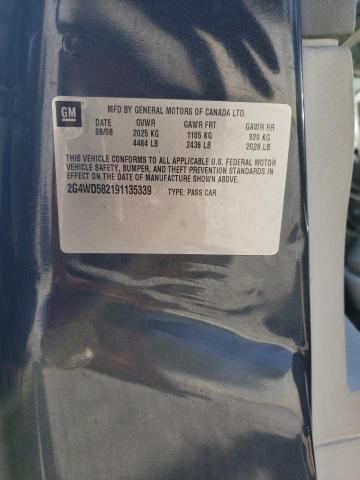 GM
MFD BY GENERAL MOTORS OF CANADA LTD.
DATE GVWR GAWR FRT GAWR RR
08/08 2025 KG 1105 KG 920 KG
4464 LB 2436 LB 2028 LB
THIS VEHICLE CONFORMS TO ALL APPLICABLE U.S. FEDERAL MOTOR
VEHICLE SAFETY, BUMPER, AND THEFT PREVENTION STANDARDS IN
EFFECT ON THE DATE OF MANUFACTURE SHOWN ABOVE.
2G4WD582191135339 TYPE: PASS CAR